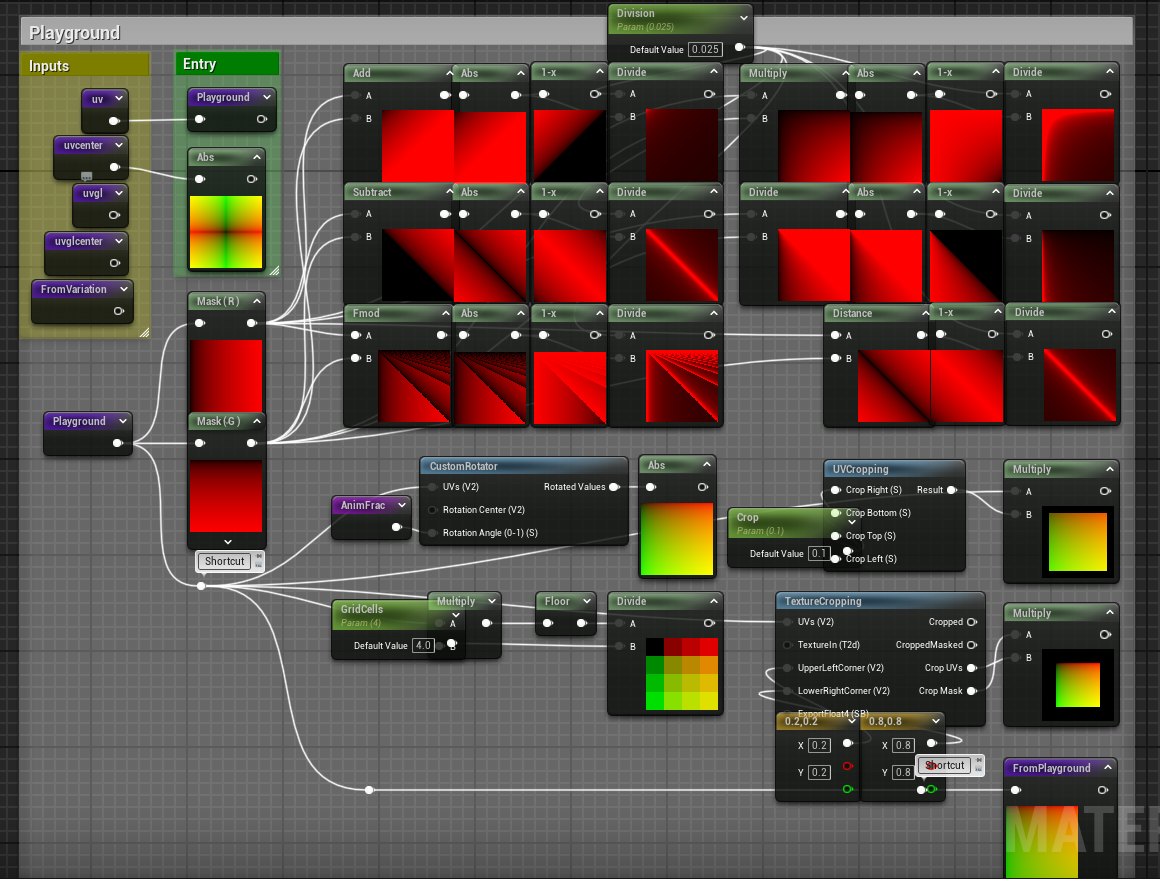 Playground
Division
Param (0.025)
Default Value 0.025
Inputs
Entry
uv
uvcenter
uvgl
uvglcenter
FromVariation
Playground
Abs
Add
A
B
Abs
1-x
Divide
A
B
Multiply
A
B
Abs
1-x
Divide
A
B
Subtract
A
B
Abs
1-x
Divide
A
B
Divide
A
B
Abs
1-x
Divide
A
B
Mask ( R )
Fmod
A
B
Abs
1-x
Divide
A
B
Distance
A
B
1-x
Divide
A
B
Playground
Mask ( G )
Shortcut
AnimFrac
CustomRotator
UVs (V2)
Rotated Values
Rotation Center (V2)
Rotation Angle (0-1) (S)
Abs
Crop
Param (0.1)
Default Value 0.1
UVCropping
Crop Right (S)
Result
Crop Bottom (S)
Crop Top (S)
Crop Left (S)
Multiply
A
B
GridCells
Param (4)
Default Value 4.0
Multiply
A
B
Floor
Divide
A
B
TextureCropping
UVs (V2)
Cropped
TextureIn (T2d)
CroppedMasked
UpperLeftCorner (V2)
Crop UVs
LowerRightCorner (V2)
Crop Mask
ExportFloat4 (SB)
Multiply
A
B
0.2,0.2
X 0.2
Y 0.2
0.8,0.8
X 0.8
Y 0.8
Shortcut
FromPlayground
MATER